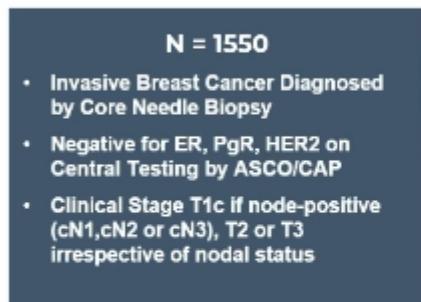 N = 1550
• Invasive Breast Cancer Diagnosed
by Core Needle Biopsy
• Negative for ER, PgR, HER2 on
Central Testing by ASCO/CAP
• Clinical Stage T1c if node-positive
(cN1,cN2 or cN3), T2 or T3
irrespective of nodal status